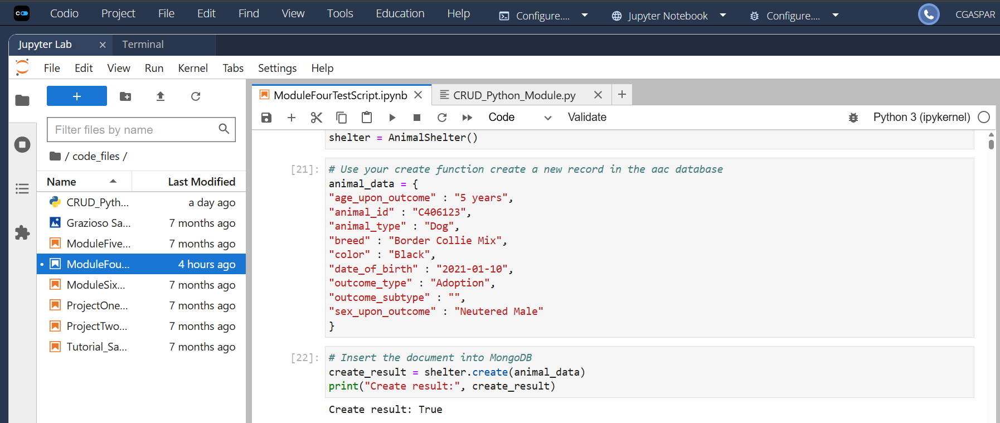 Codio Project File Edit Find View Tools Education Help Configure.... Jupyter Notebook Configure.... CGASPAR
Jupyter Lab Terminal
File Edit View Run Kernel Tabs Settings Help
ModuleFourTestScript.ipynb CRUD_Python_Module.py
Code Validate Python 3 (ipykernel)
Filter files by name
/ code_files /
Name Last Modified
CRUD_Pyth... a day ago
Grazioso Sa... 7 months ago
ModuleFive... 7 months ago
ModuleFou... 4 hours ago
ModuleSix... 7 months ago
ProjectOne... 7 months ago
ProjectTwo... 7 months ago
Tutorial_Sa... 7 months ago
shelter = AnimalShelter()
[21]: # Use your create function create a new record in the aac database
animal_data = {
"age_upon_outcome" : "5 years",
"animal_id" : "C406123",
"animal_type" : "Dog",
"breed" : "Border Collie Mix",
"color" : "Black",
"date_of_birth" : "2021-01-10",
"outcome_type" : "Adoption",
"outcome_subtype" : "",
"sex_upon_outcome" : "Neutered Male"
}
[22]: # Insert the document into MongoDB
create_result = shelter.create(animal_data)
print("Create result:", create_result)
Create result: True